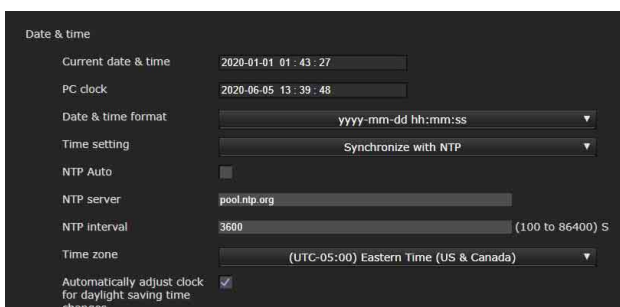 Date & time
Current date & time 2020-01-01 01 : 43 : 27
PC clock 2020-06-05 13 : 39 : 48
Date & time format yyyy-mm-dd hh:mm:ss
Time setting Synchronize with NTP
NTP Auto
NTP server pool.ntp.org
NTP interval 3600 (100 to 86400) S
Time zone (UTC-05:00) Eastern Time (US & Canada)
Automatically adjust clock
for daylight saving time
changes